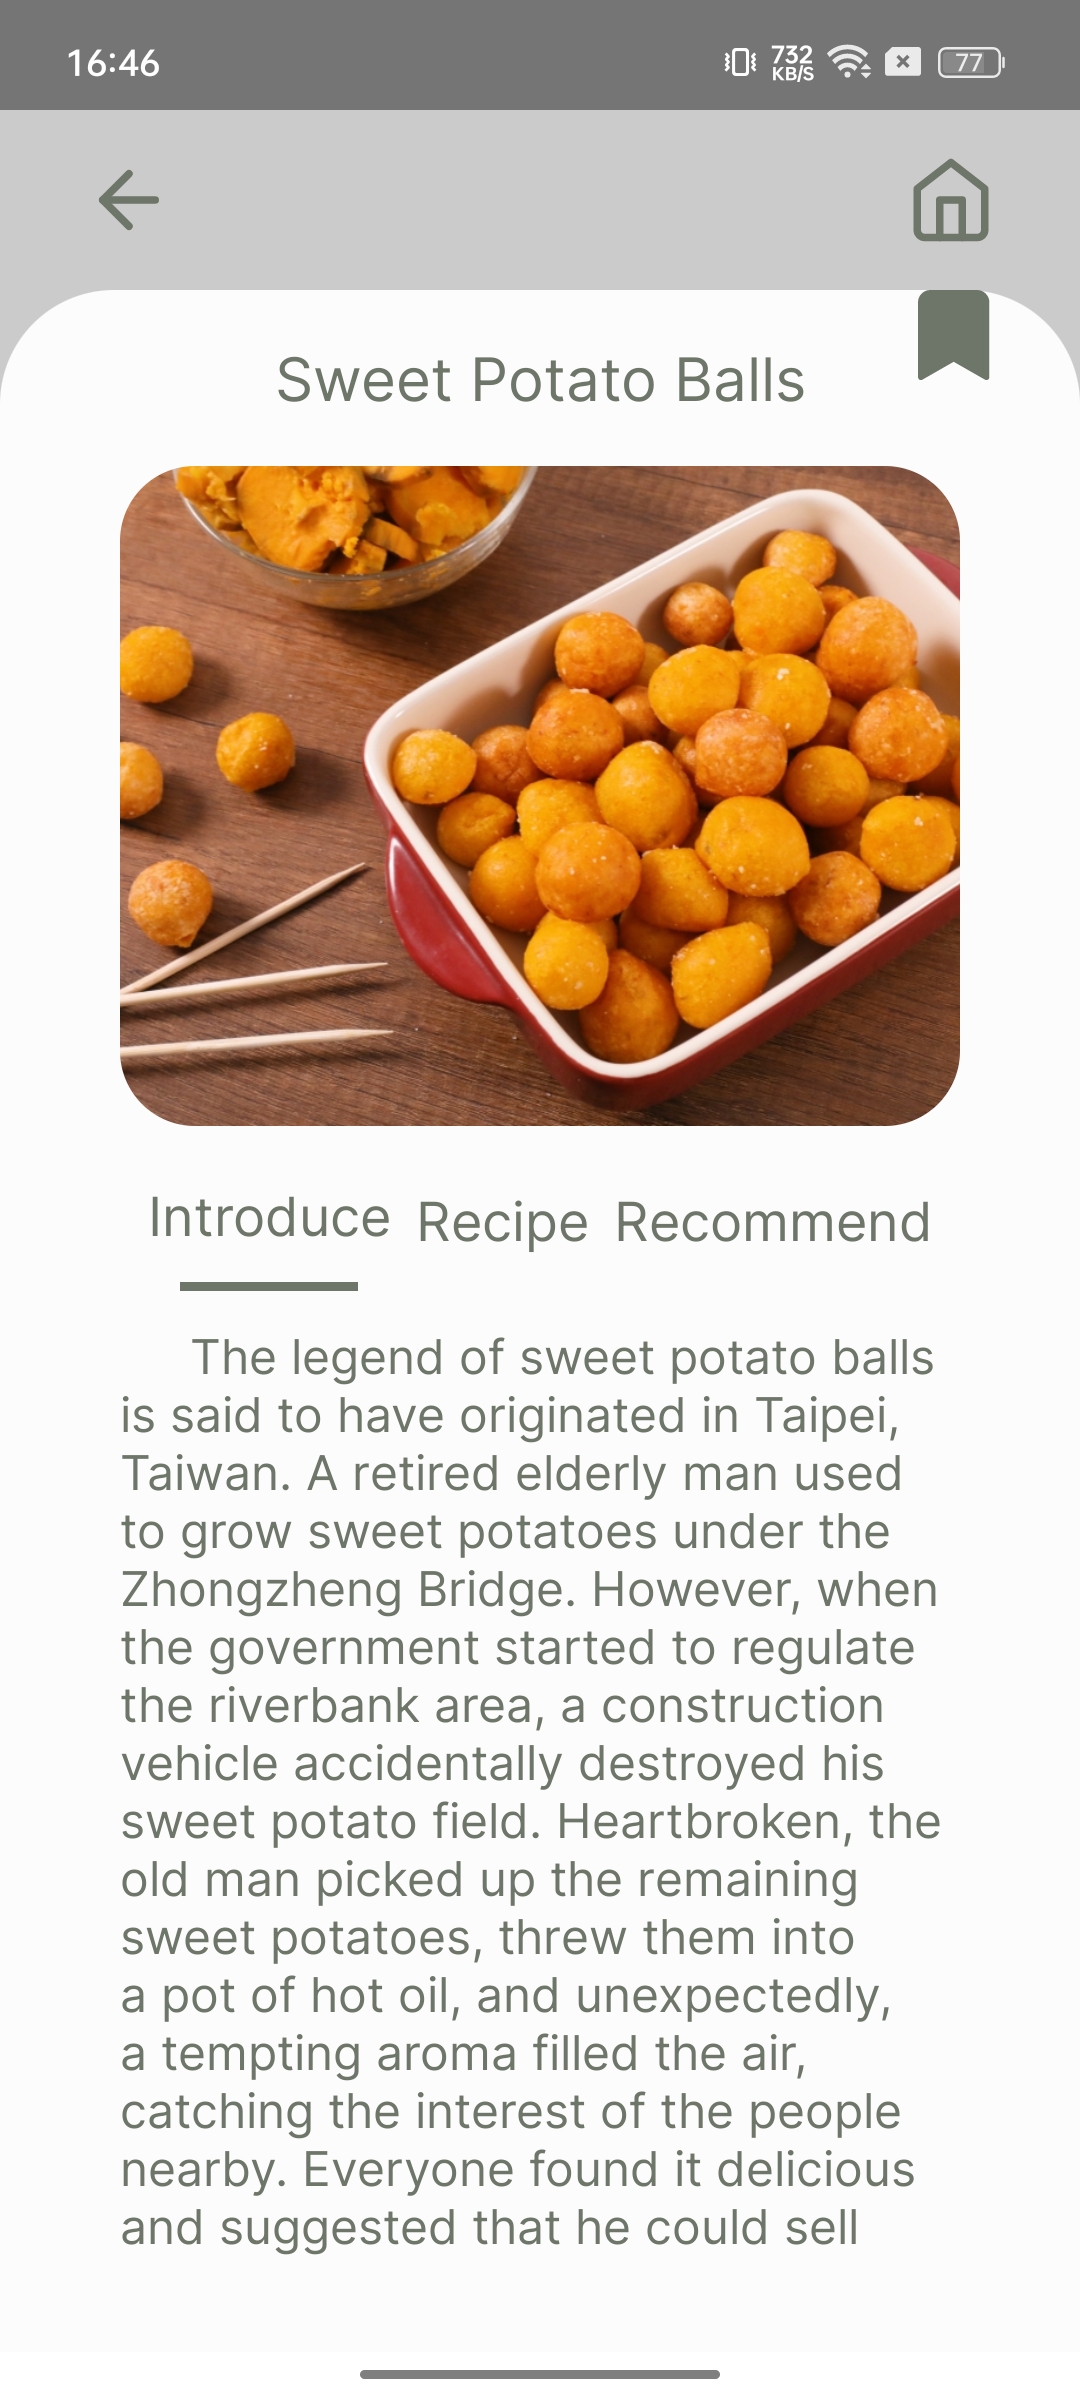 16:46
732
KB/S
77
Sweet Potato Balls
Introduce Recipe Recommend
The legend of sweet potato balls
is said to have originated in Taipei,
Taiwan. A retired elderly man used
to grow sweet potatoes under the
Zhongzheng Bridge. However, when
the government started to regulate
the riverbank area, a construction
vehicle accidentally destroyed his
sweet potato field. Heartbroken, the
old man picked up the remaining
sweet potatoes, threw them into
a pot of hot oil, and unexpectedly,
a tempting aroma filled the air,
catching the interest of the people
nearby. Everyone found it delicious
and suggested that he could sell